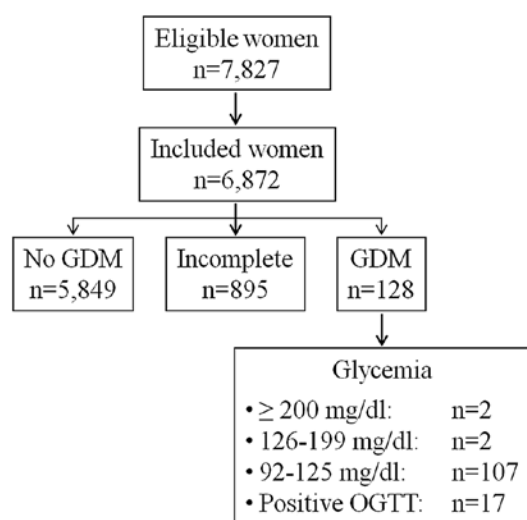 Eligible women
n=7,827
Included women
n=6,872
No GDM
n=5,849
Incomplete
n=895
GDM
n=128
Glycemia
• ≥ 200 mg/dl: n=2
• 126-199 mg/dl: n=2
• 92-125 mg/dl: n=107
• Positive OGTT: n=17